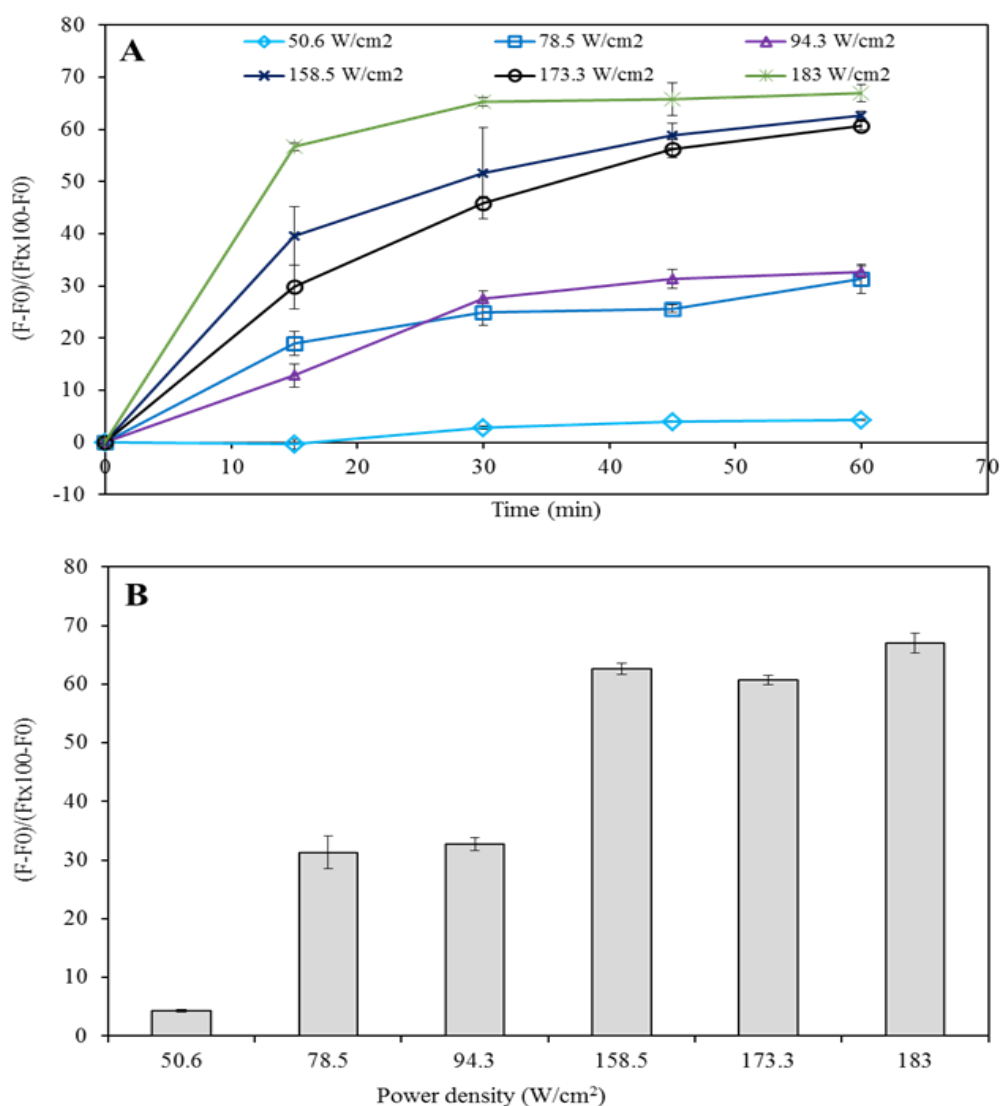 80
A
50.6 W/cm2 78.5 W/cm2 94.3 W/cm2
158.5 W/cm2 173.3 W/cm2 183 W/cm2
70
60
50
40
30
20
10
0
-10
(F-F0)/(Ftx100-F0)
0 10 20 30 40 50 60 70
Time (min)
80
B
70
60
50
40
30
20
10
0
(F-F0)/(Ftx100-F0)
50.6 78.5 94.3 158.5 173.3 183
Power density (W/cm²)